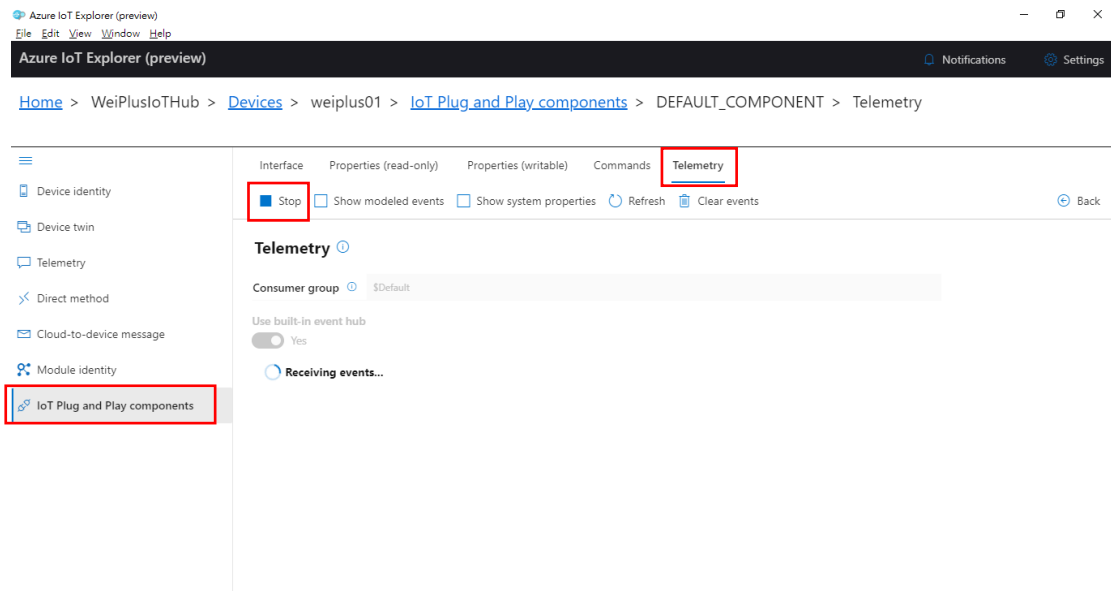 Azure IoT Explorer (preview)
File Edit View Window Help
Azure IoT Explorer (preview)
Notifications
Settings
Home > WeiPlusIoTHub > Devices > weiplus01 > IoT Plug and Play components > DEFAULT_COMPONENT > Telemetry
Device identity
Device twin
Telemetry
Direct method
Cloud-to-device message
Module identity
IoT Plug and Play components
Interface Properties (read-only) Properties (writable) Commands Telemetry
Stop Show modeled events Show system properties Refresh Clear events Back
Telemetry
Consumer group $Default
Use built-in event hub
Yes
Receiving events...